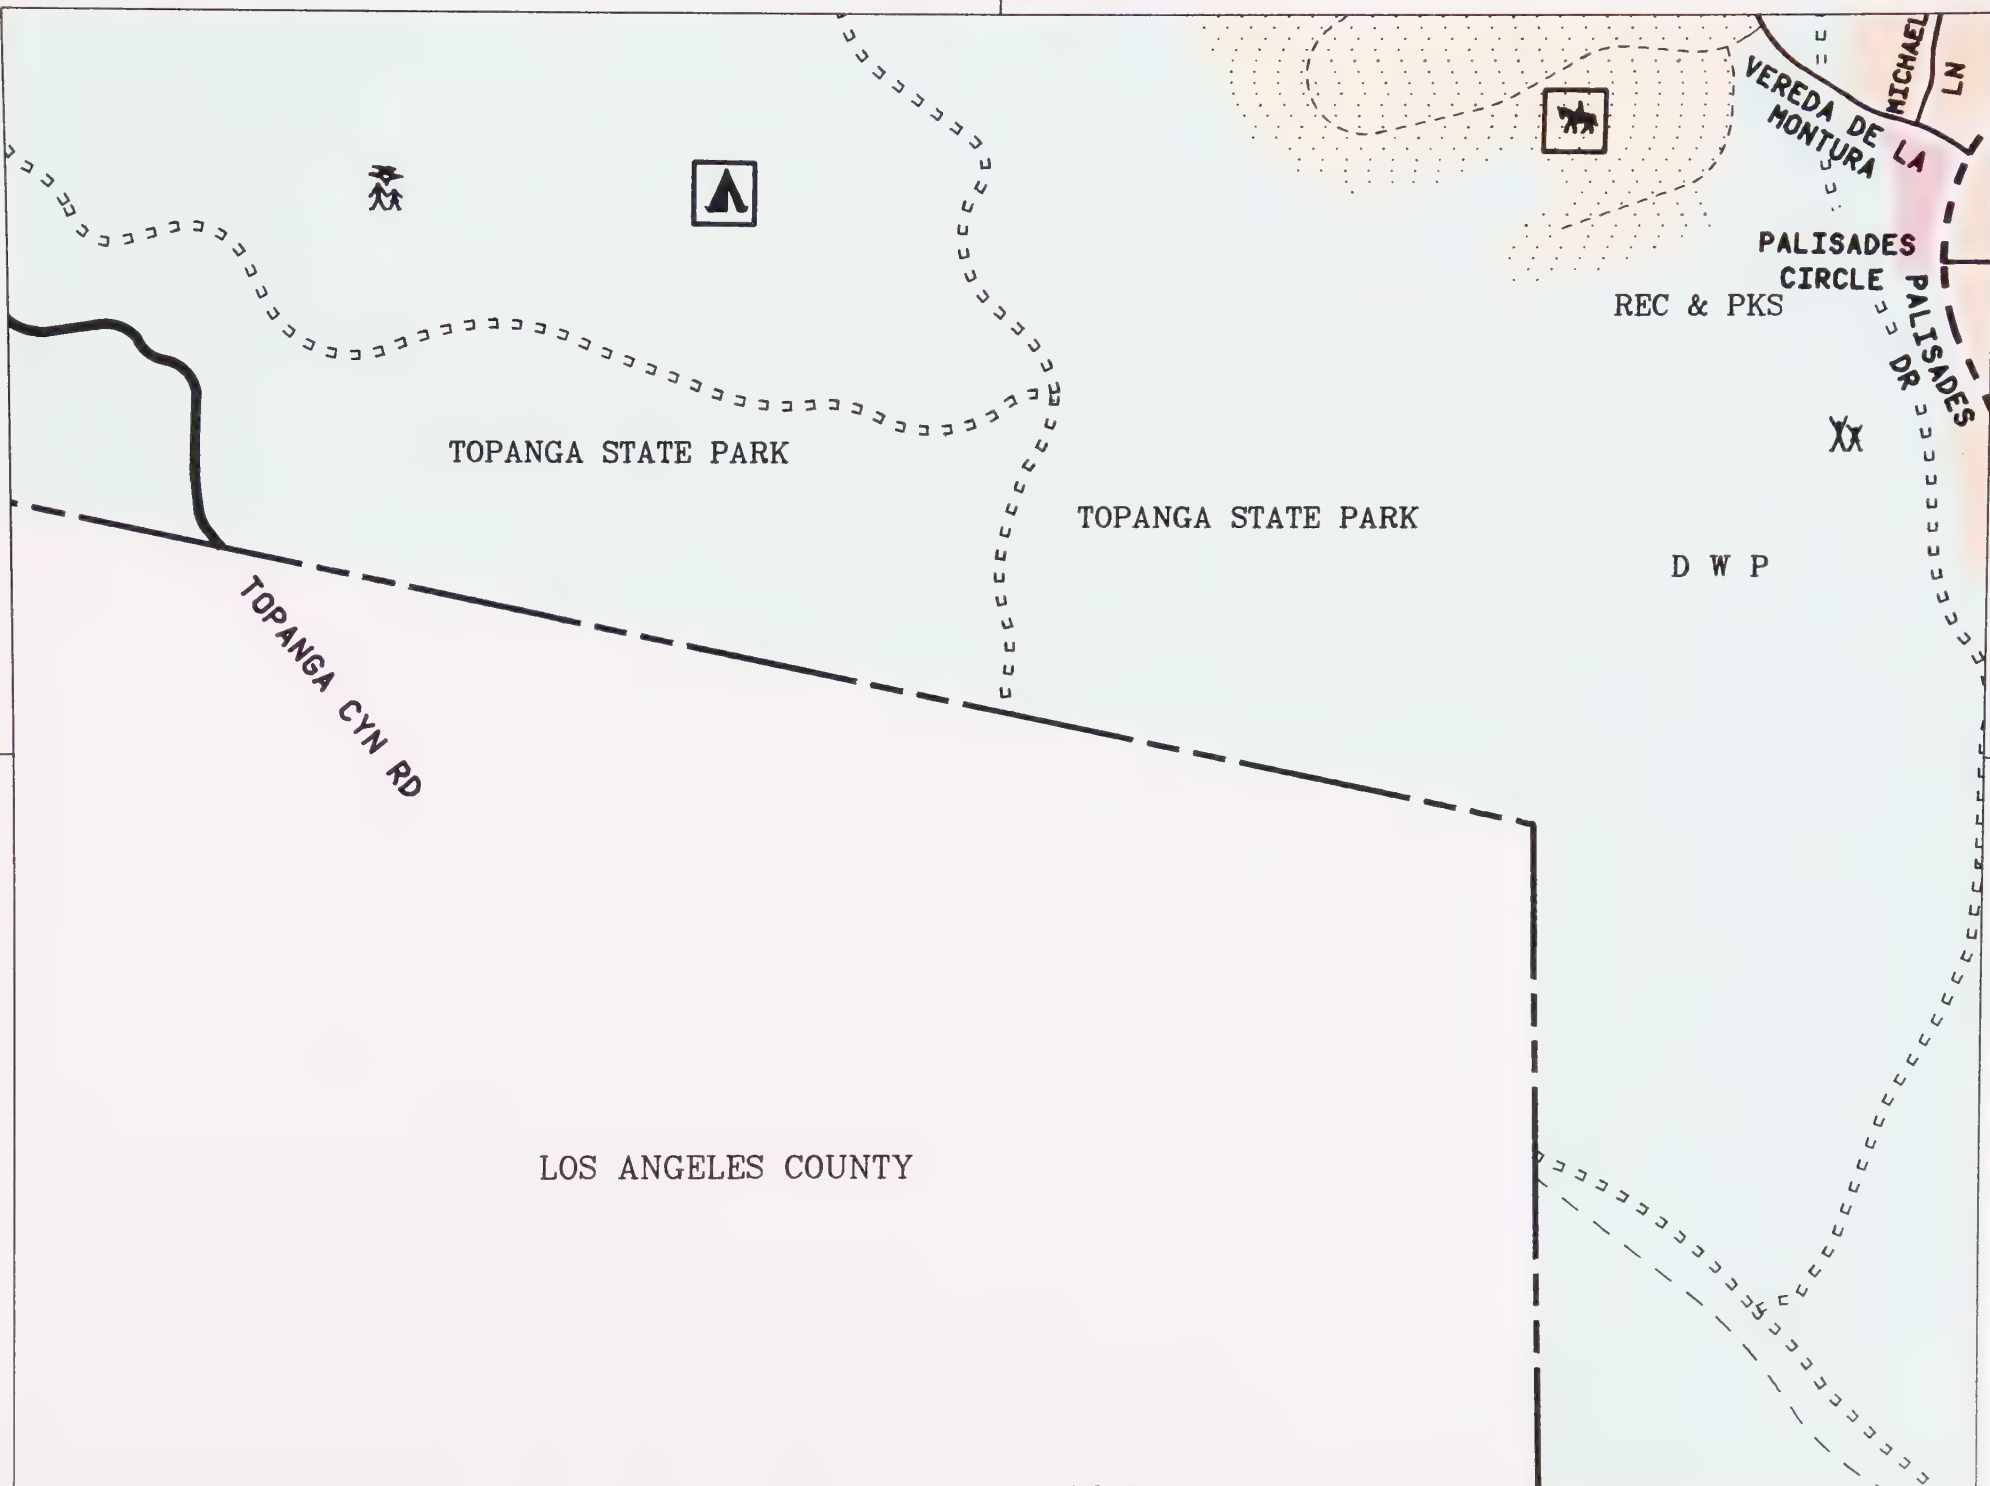 MICHAEL
LN
VEREDA DE LA
MONTURA
PALISADES
CIRCLE
PALISADES
DR
REC & PKS
TOPANGA STATE PARK
TOPANGA STATE PARK
D W P
TOPANGA CYN RD
LOS ANGELES COUNTY